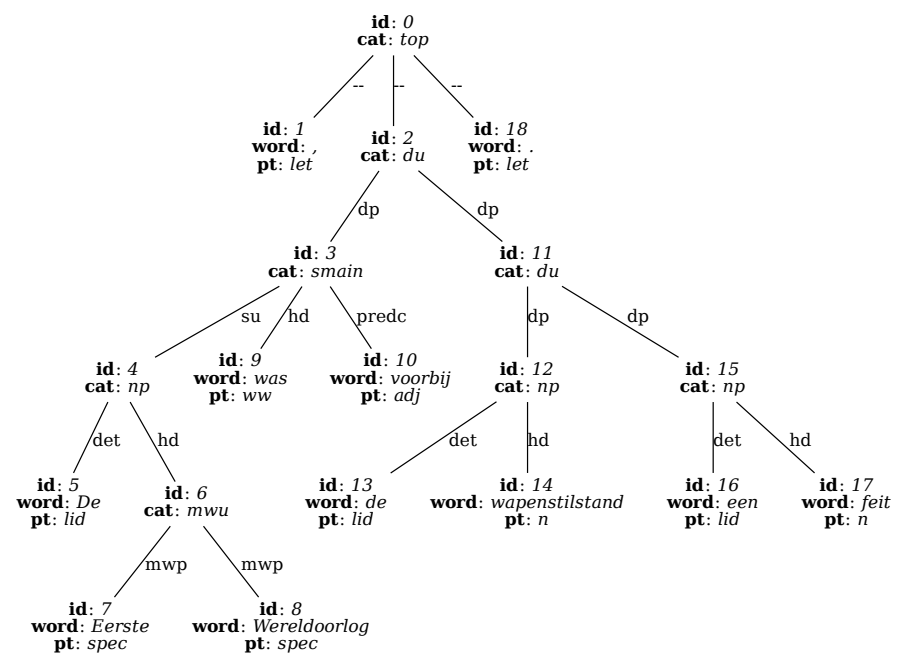 id: 0
cat: top
-- -- --
id: 1
word: ,
pt: let
id: 2
cat: du
id: 18
word: .
pt: let
dp dp
id: 3
cat: smain
id: 11
cat: du
su hd predc dp dp
id: 4
cat: np
id: 9
word: was
pt: ww
id: 10
word: voorbij
pt: adj
id: 12
cat: np
id: 15
cat: np
det hd det hd det hd
id: 5
word: De
pt: lid
id: 6
cat: mwu
id: 13
word: de
pt: lid
id: 14
word: wapenstilstand
pt: n
id: 16
word: een
pt: lid
id: 17
word: feit
pt: n
mwp mwp
id: 7
word: Eerste
pt: spec
id: 8
word: Wereldoorlog
pt: spec